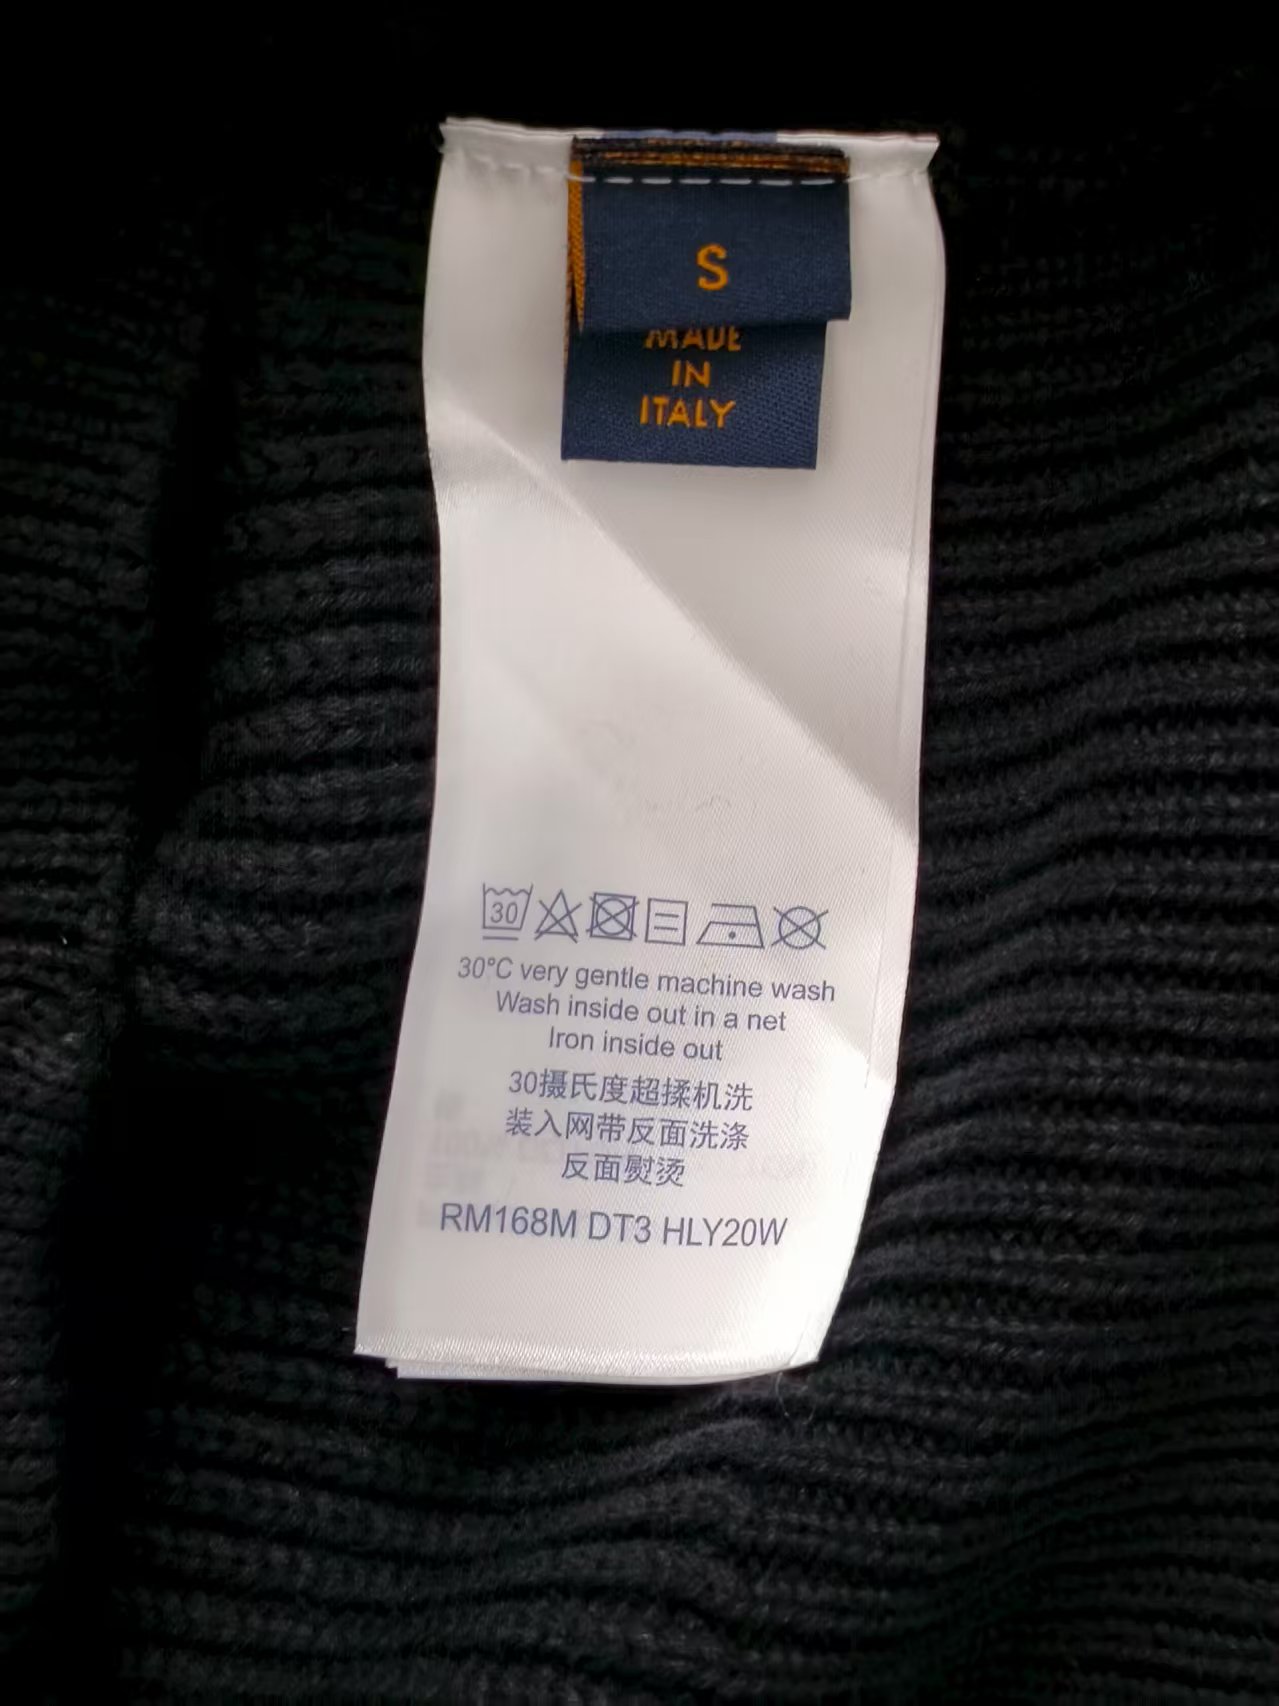 S
MADE
IN
ITALY
30
30°C very gentle machine wash
Wash inside out in a net
Iron inside out
30摄氏度超揉机洗
装入网带反面洗涤
反面熨烫
RM168M DT3 HLY20W